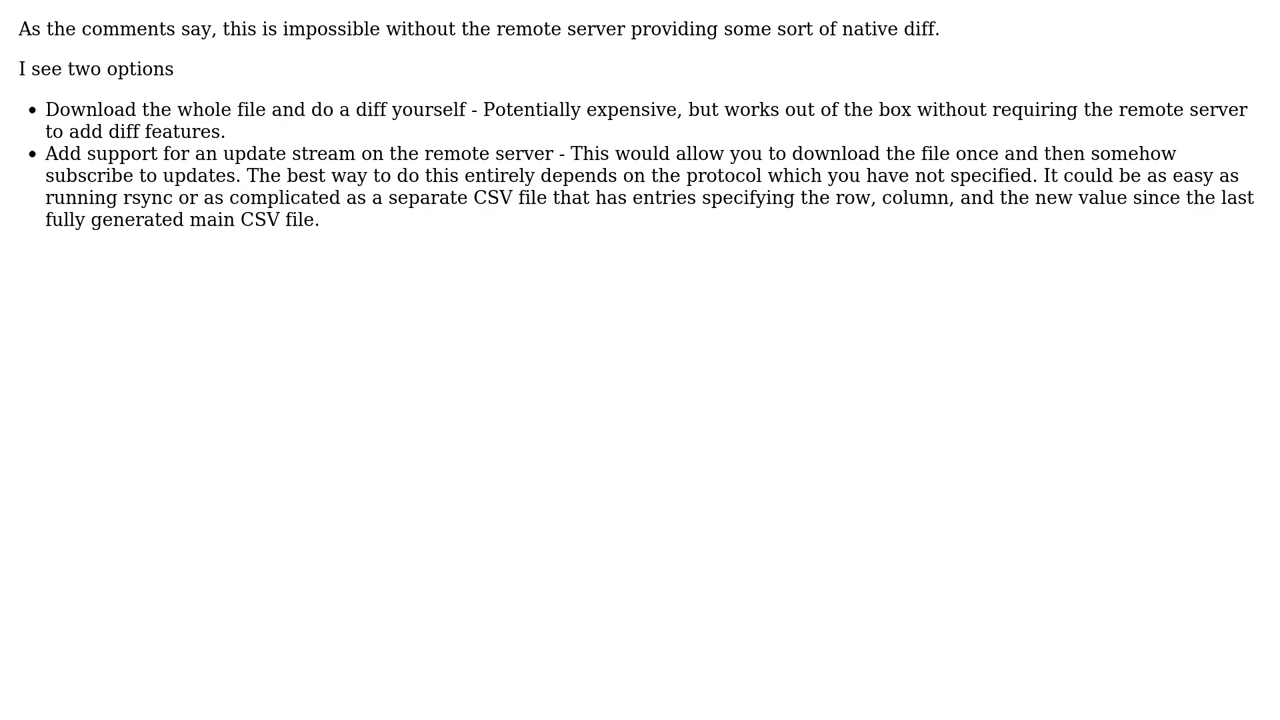 As the comments say, this is impossible without the remote server providing some sort of native diff.
I see two options
• Download the whole file and do a diff yourself - Potentially expensive, but works out of the box without requiring the remote server
to add diff features.
• Add support for an update stream on the remote server - This would allow you to download the file once and then somehow
subscribe to updates. The best way to do this entirely depends on the protocol which you have not specified. It could be as easy as
running rsync or as complicated as a separate CSV file that has entries specifying the row, column, and the new value since the last
fully generated main CSV file.